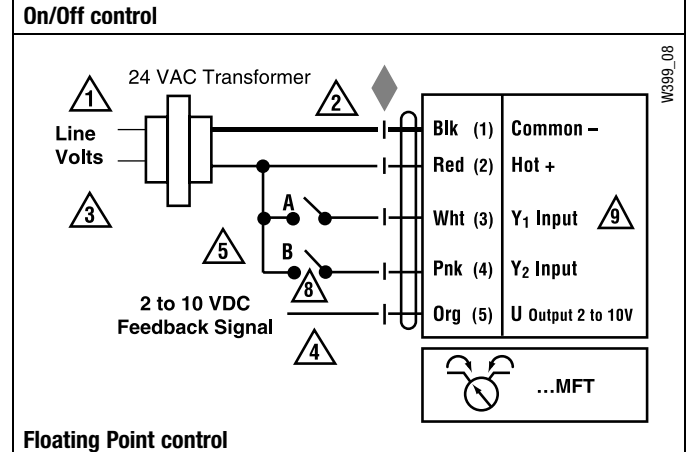 On/Off control
W399_08
24 VAC Transformer
1
2
Line
Volts
3
Blk (1) Common –
Red (2) Hot +
A
Wht (3) Y₁ Input
9
5
B
Pnk (4) Y₂ Input
8
2 to 10 VDC
Feedback Signal
4
Org (5) U Output 2 to 10V
...MFT
Floating Point control